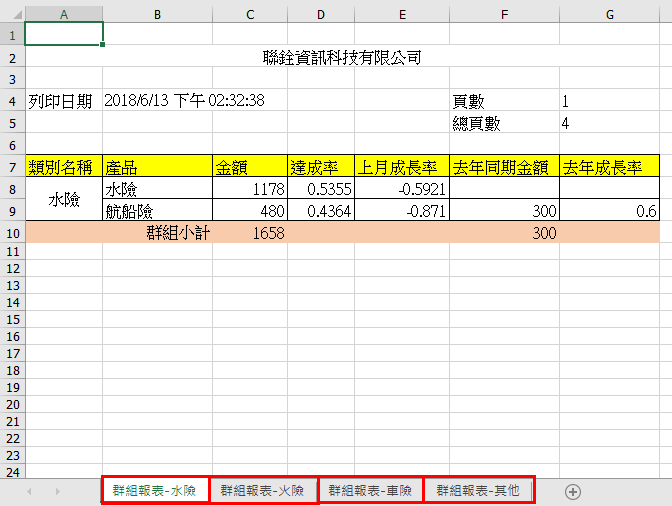 A B C D E F G
1
2 聯銓資訊科技有限公司
3
4 列印日期 2018/6/13 下午 02:32:38 頁數 1
5 總頁數 4
6
7 類別名稱 產品 金額 達成率 上月成長率 去年同期金額 去年成長率
8 水險 水險 1178 0.5355 -0.5921
9 航船險 480 0.4364 -0.871 300 0.6
10 群組小計 1658 300
11
12
13
14
15
16
17
18
19
20
21
22
23
24
群組報表-水險 群組報表-火險 群組報表-車險 群組報表-其他